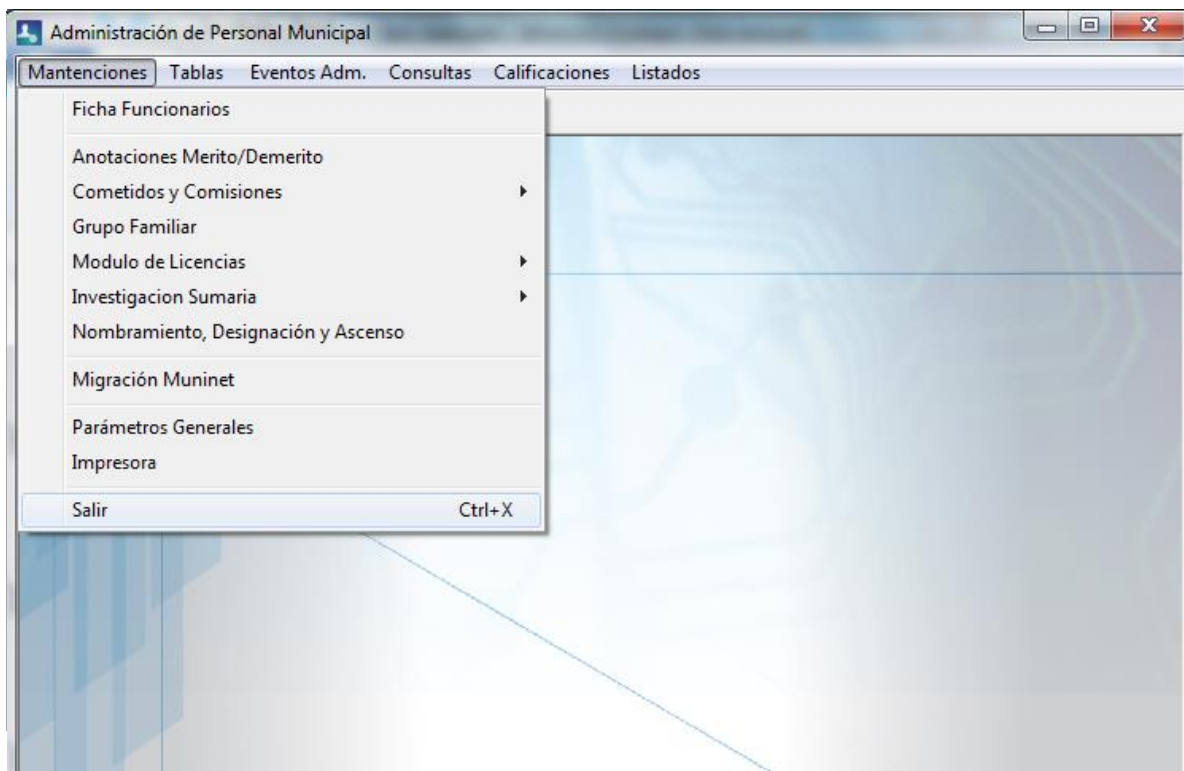 Administración de Personal Municipal
Mantenciones Tablas Eventos Adm. Consultas Calificaciones Listados
Ficha Funcionarios
Anotaciones Merito/Demerito
Cometidos y Comisiones
Grupo Familiar
Modulo de Licencias
Investigacion Sumaria
Nombramiento, Designación y Ascenso
Migración Muninet
Parámetros Generales
Impresora
Salir Ctrl+X